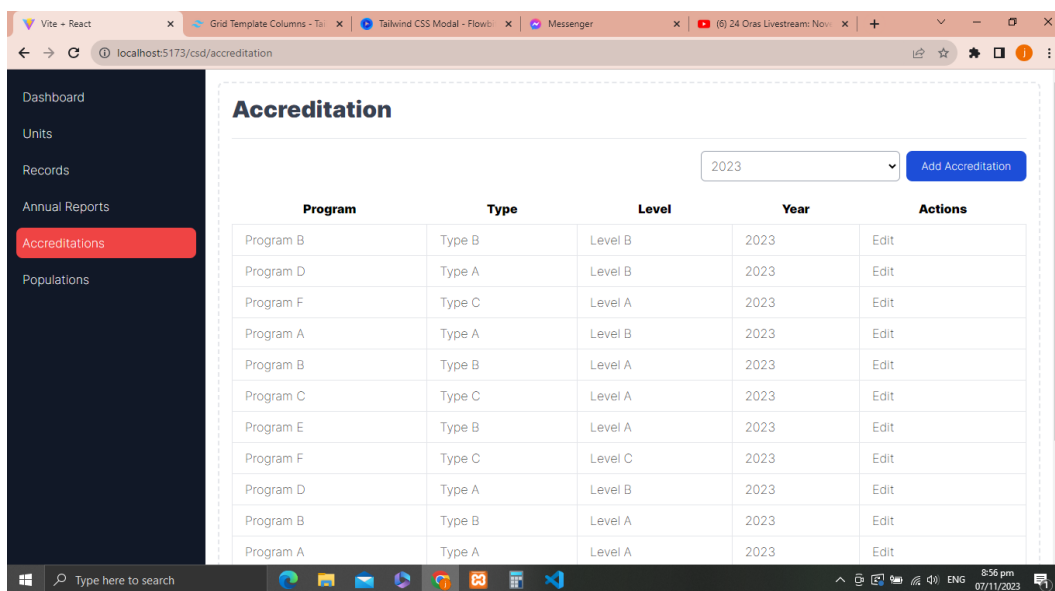 Vite + React Grid Template Columns - Tai Tailwind CSS Modal - Flowbi Messenger (6) 24 Oras Livestream: Nov
localhost:5173/csd/accreditation
Dashboard
Units
Records
Annual Reports
Accreditations
Populations
Accreditation
2023 Add Accreditation
Program Type Level Year Actions
Program B Type B Level B 2023 Edit
Program D Type A Level B 2023 Edit
Program F Type C Level A 2023 Edit
Program A Type A Level B 2023 Edit
Program B Type B Level A 2023 Edit
Program C Type C Level A 2023 Edit
Program E Type B Level A 2023 Edit
Program F Type C Level C 2023 Edit
Program D Type A Level B 2023 Edit
Program B Type B Level A 2023 Edit
Program A Type A Level A 2023 Edit
Type here to search ENG 8:56 pm
07/11/2023